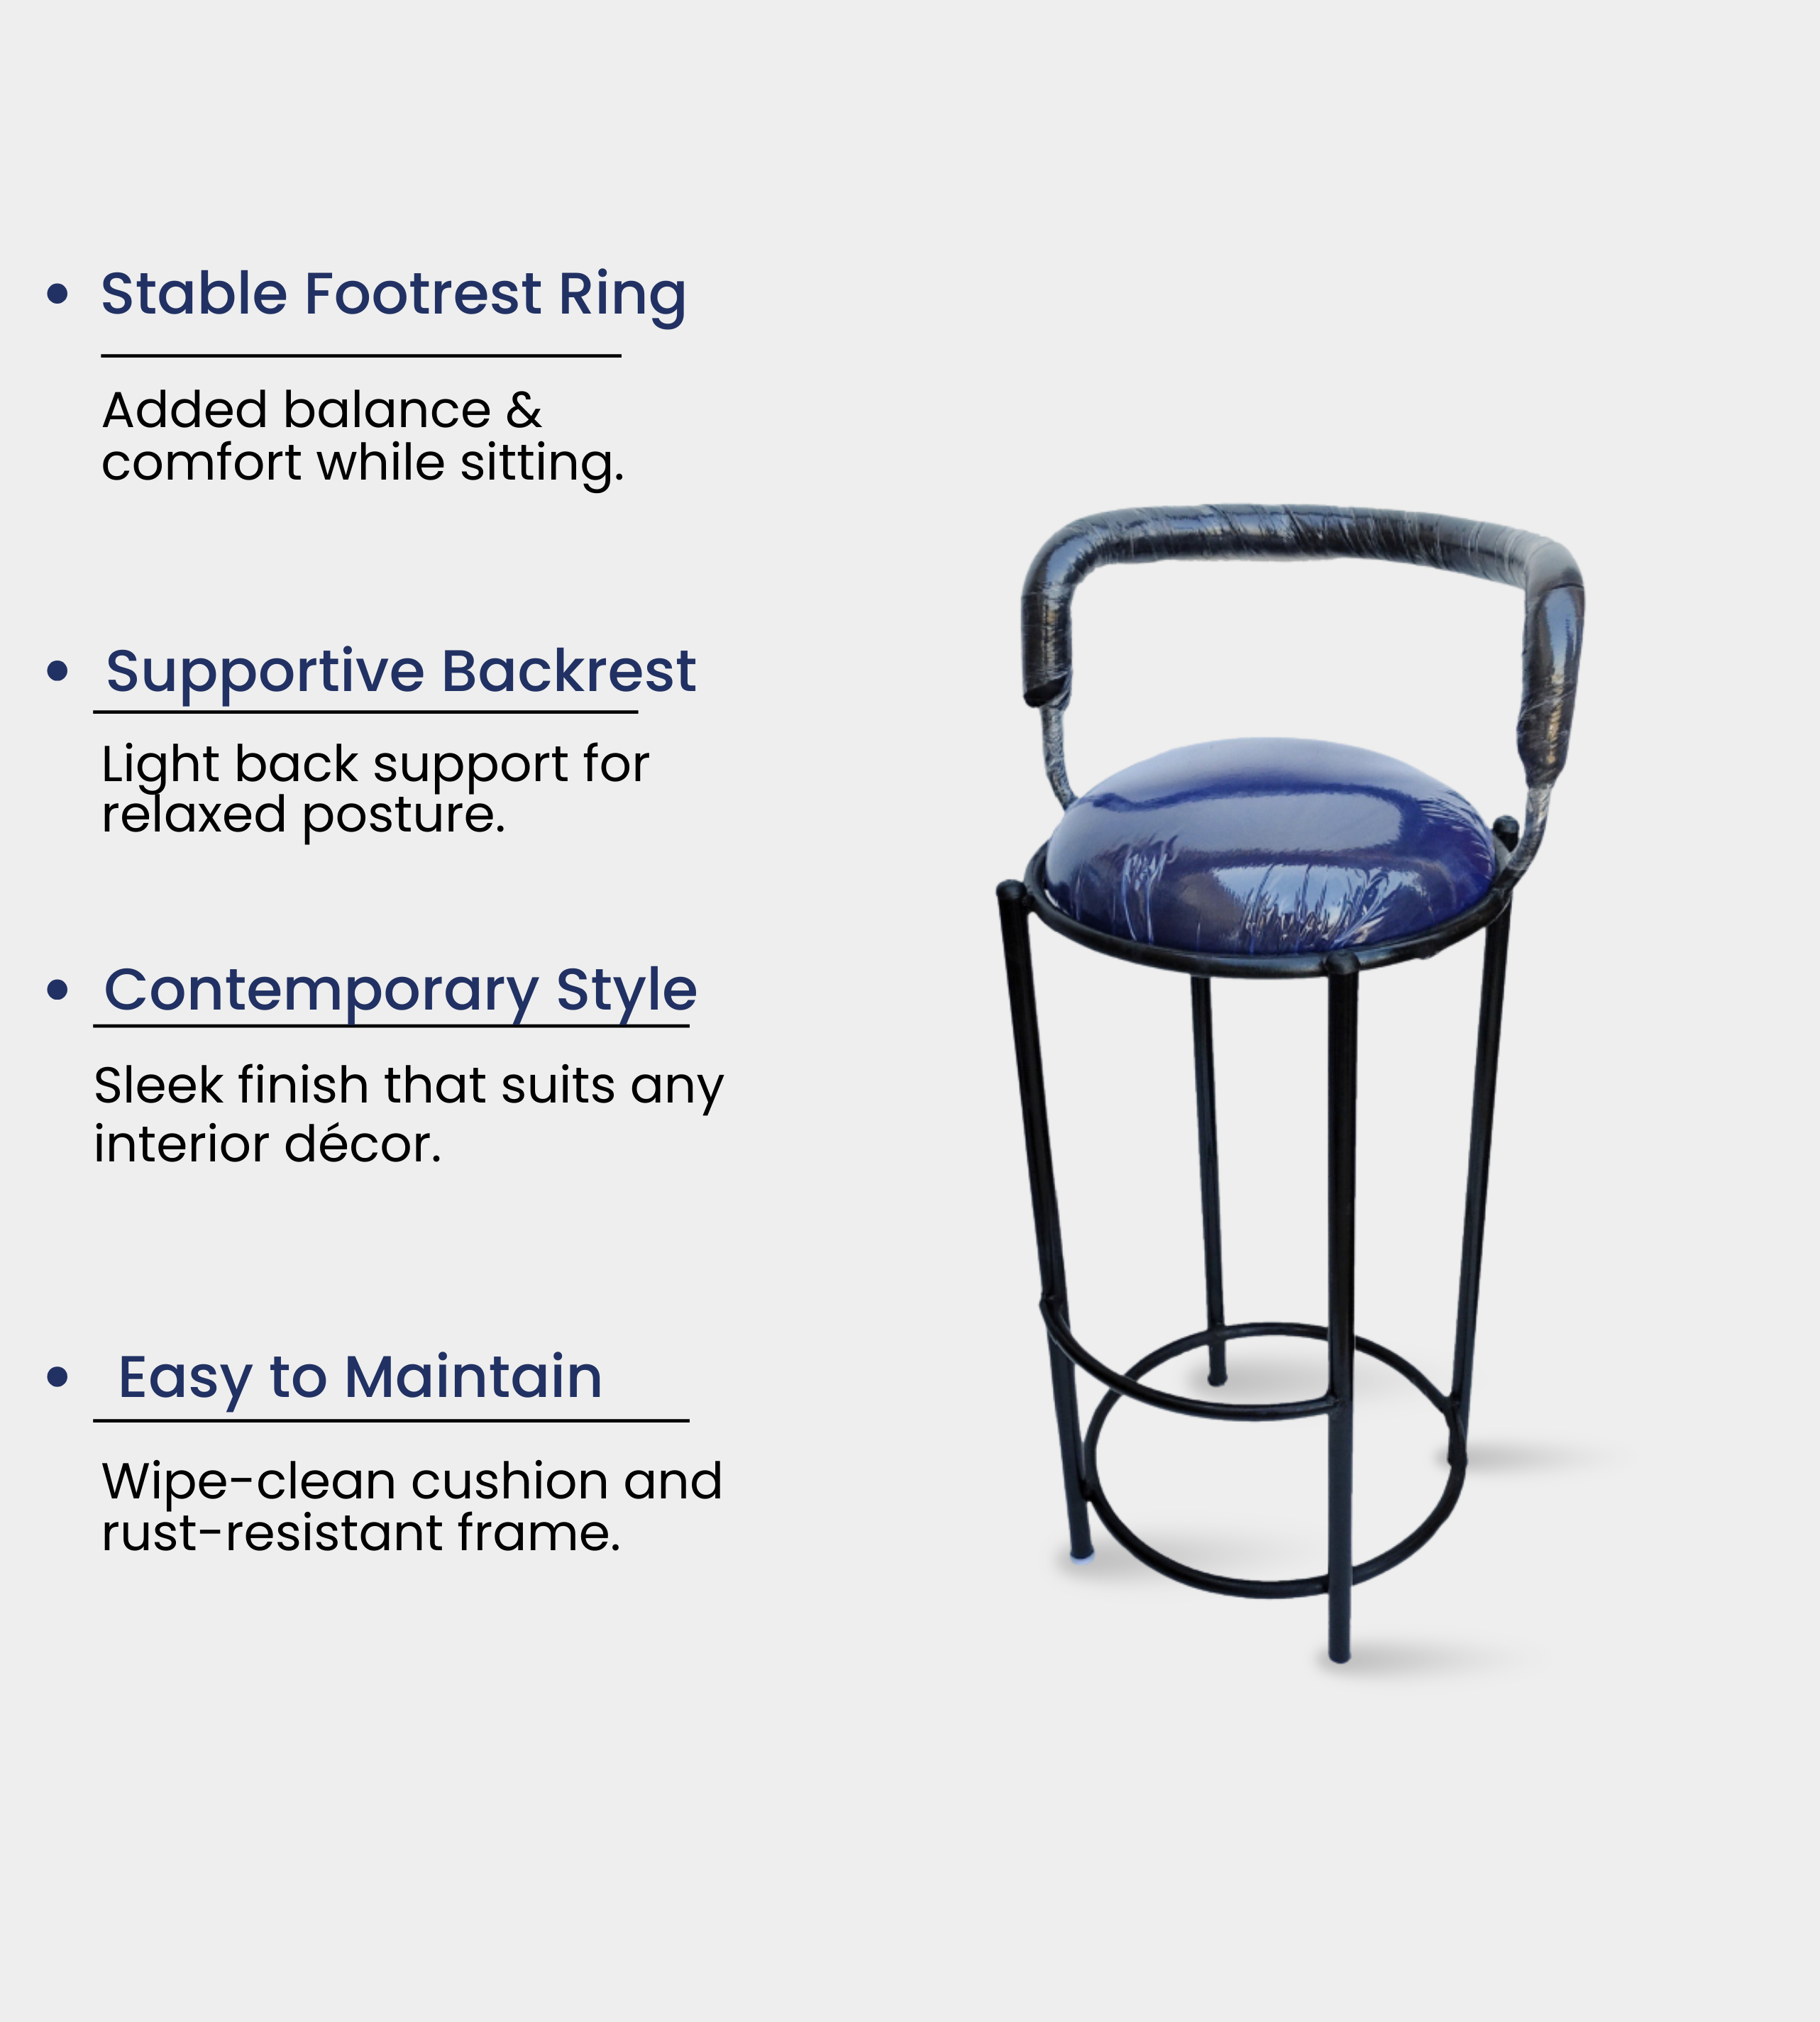 • Stable Footrest Ring
Added balance &
comfort while sitting.
• Supportive Backrest
Light back support for
relaxed posture.
• Contemporary Style
Sleek finish that suits any
interior décor.
• Easy to Maintain
Wipe-clean cushion and
rust-resistant frame.